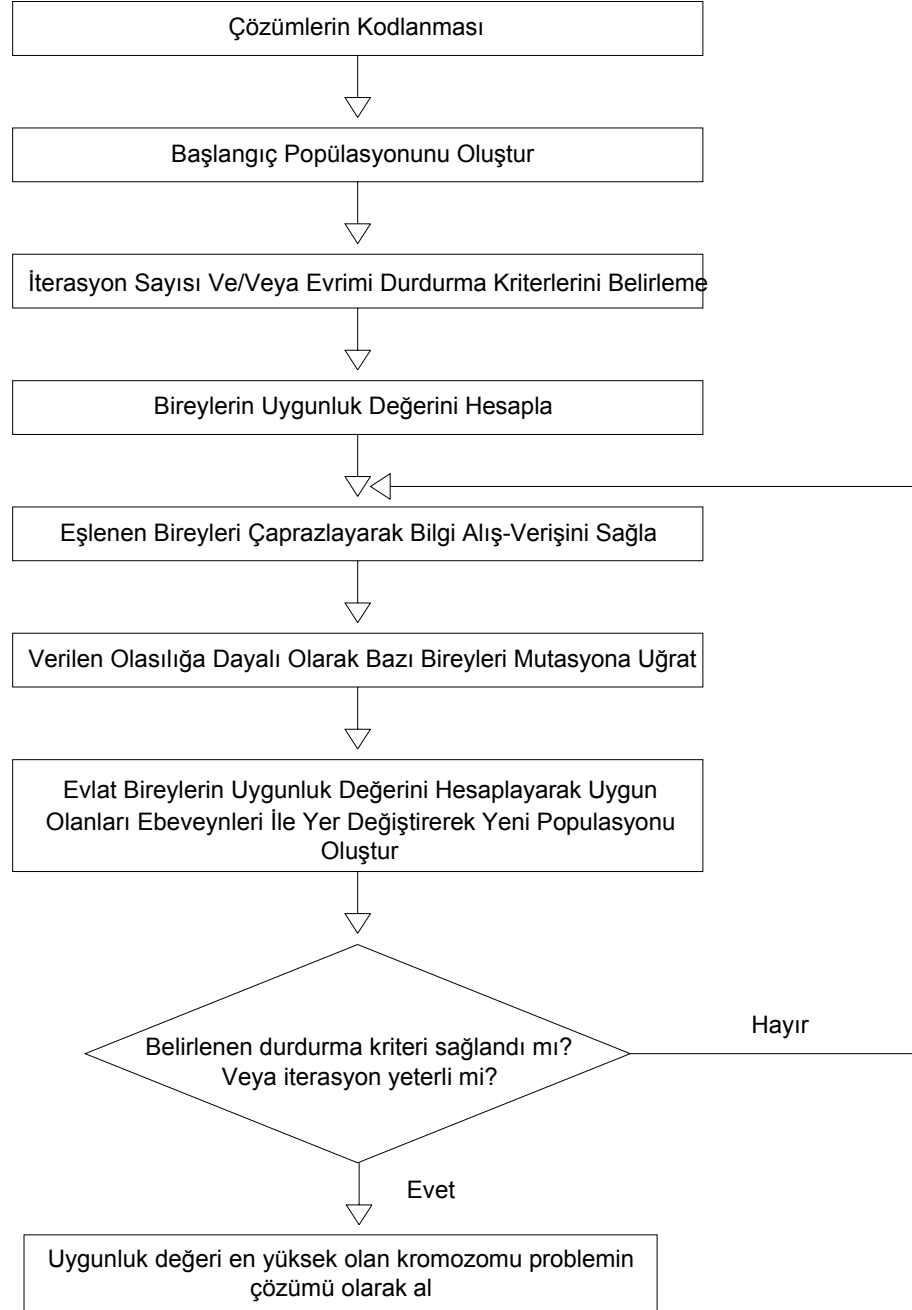 Çözümlerin Kodlanması
Başlangıç Popülasyonunu Oluştur
İterasyon Sayısı Ve/Veya Evrimi Durdurma Kriterlerini Belirleme
Bireylerin Uygunluk Değerini Hesapla
Eşlenen Bireyleri Çaprazlayarak Bilgi Alış-Verişini Sağla
Verilen Olasılığa Dayalı Olarak Bazı Bireyleri Mutasyona Uğrat
Evlat Bireylerin Uygunluk Değerini Hesaplayarak Uygun
Olanları Ebeveynleri İle Yer Değiştirerek Yeni Populasyonu
Oluştur
Hayır
Belirlenen durdurma kriteri sağlandı mı?
Veya iterasyon yeterli mi?
Evet
Uygunluk değeri en yüksek olan kromozomu problemin
çözümü olarak al